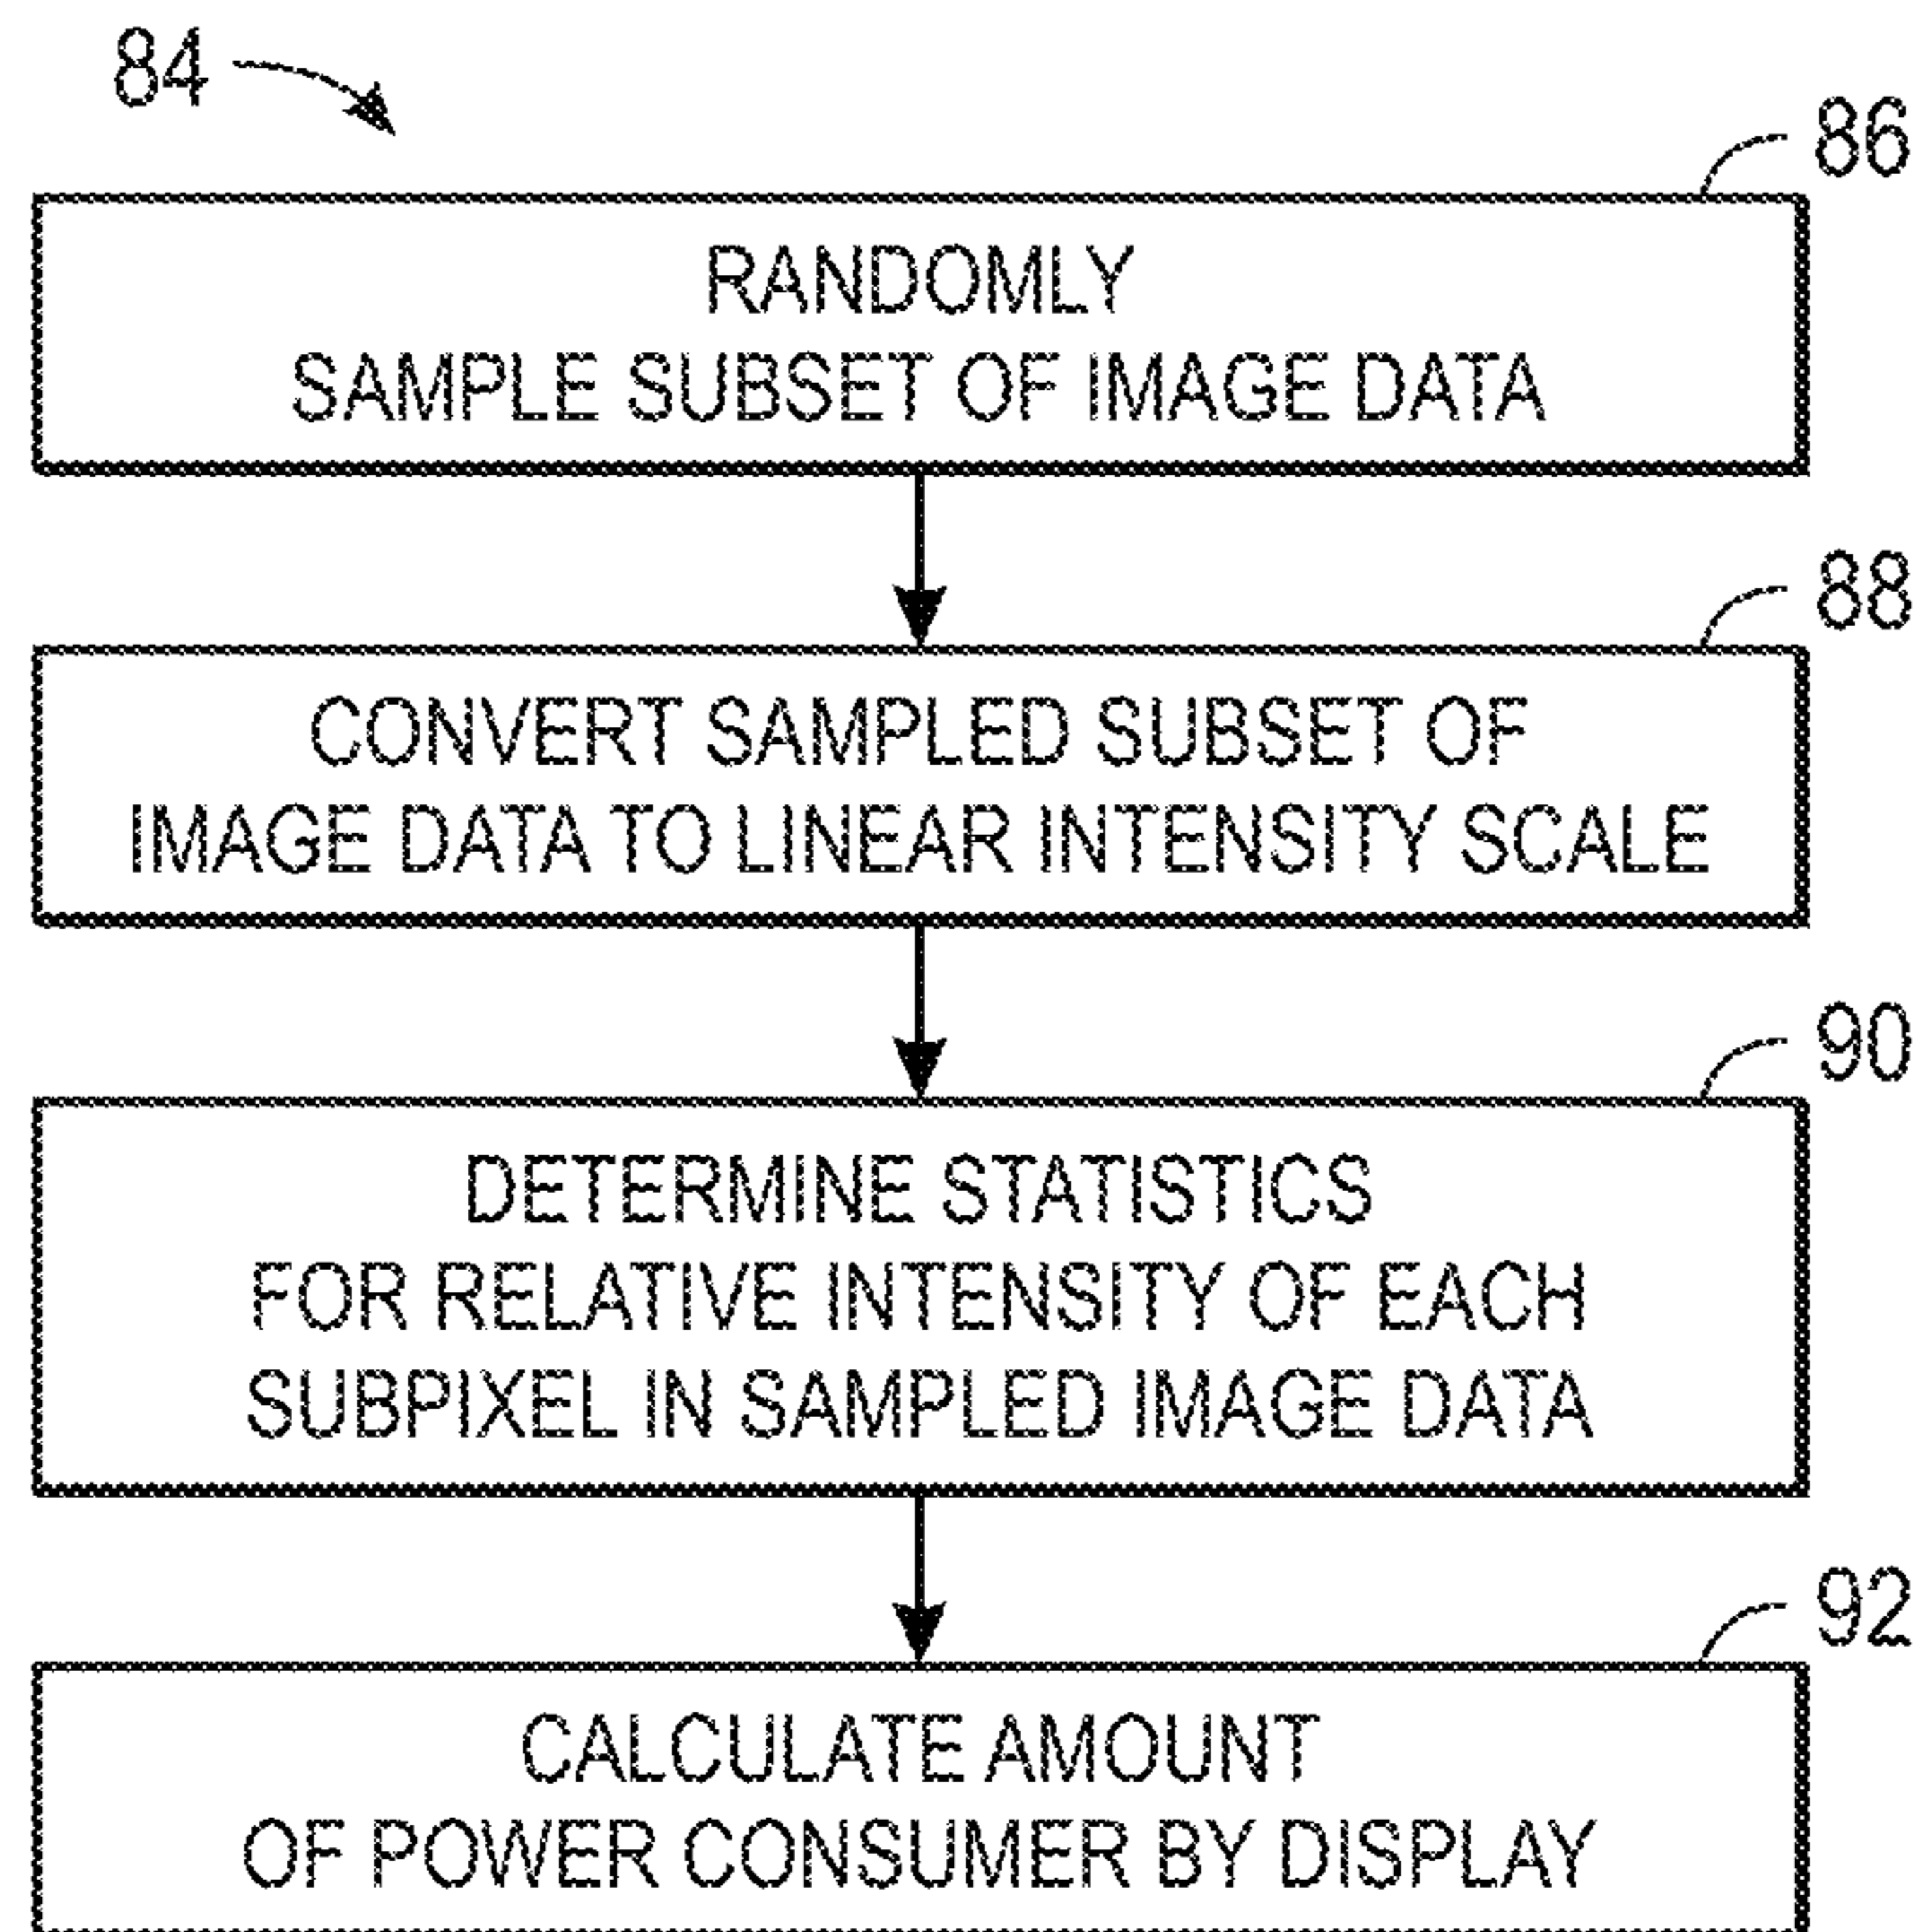 84
86
RANDOMLY
SAMPLE SUBSET OF IMAGE DATA
88
CONVERT SAMPLED SUBSET OF
IMAGE DATA TO LINEAR INTENSITY SCALE
90
DETERMINE STATISTICS
FOR RELATIVE INTENSITY OF EACH
SUBPIXEL IN SAMPLED IMAGE DATA
92
CALCULATE AMOUNT
OF POWER CONSUMER BY DISPLAY